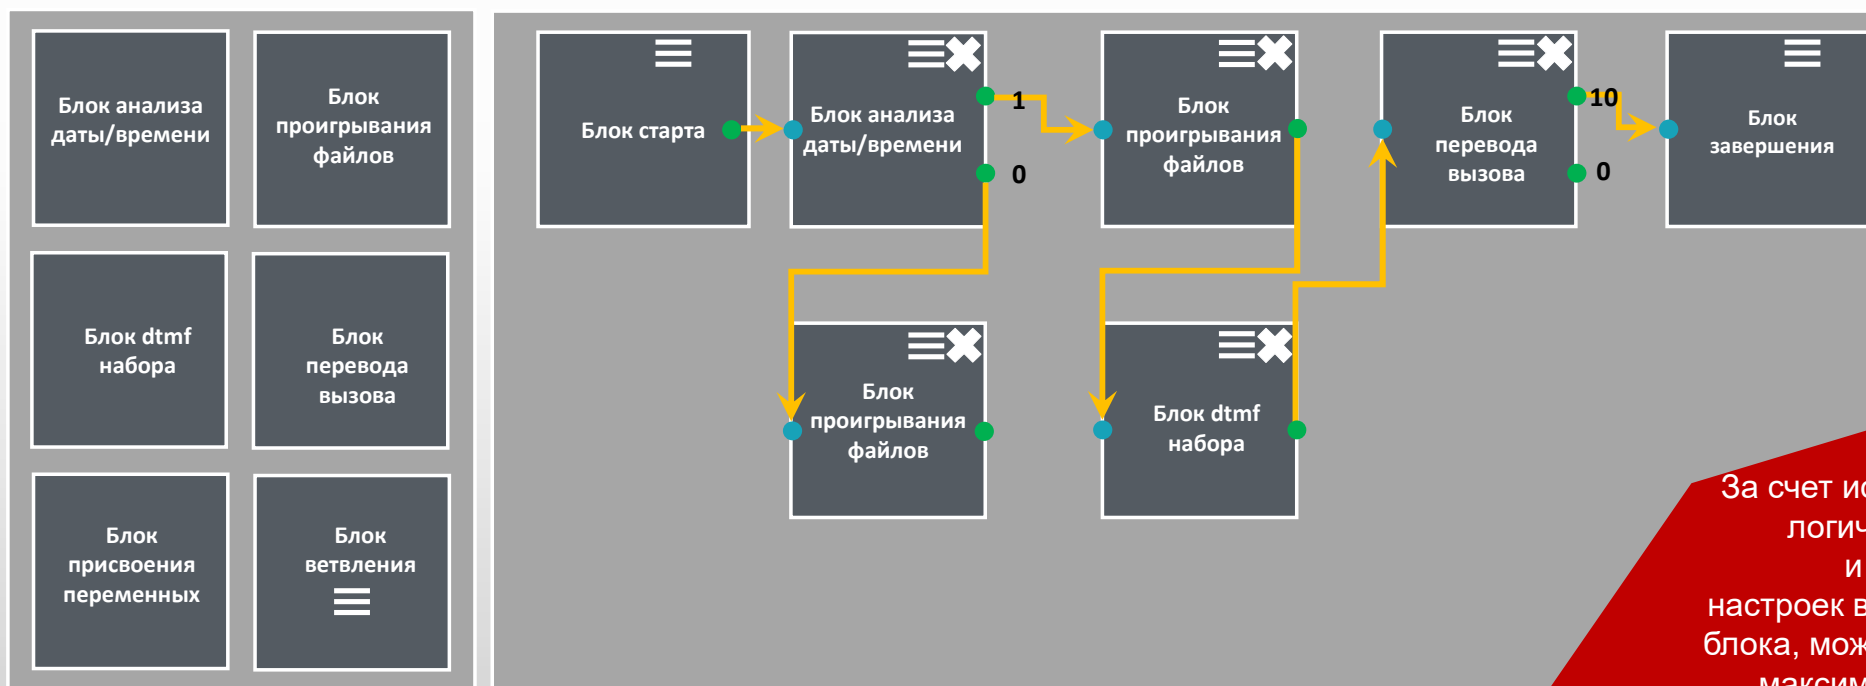 Блок анализа
даты/времени
Блок
проигрывания
файлов
Блок dtmf
набора
Блок
перевода
вызова
Блок
присвоения
переменных
Блок
ветвления
Блок старта
Блок анализа
даты/времени
1
0
Блок
проигрывания
файлов
Блок
перевода
вызова
10
0
Блок
завершения
Блок
проигрывания
файлов
Блок dtmf
набора
За счет
и
настроек
блока,